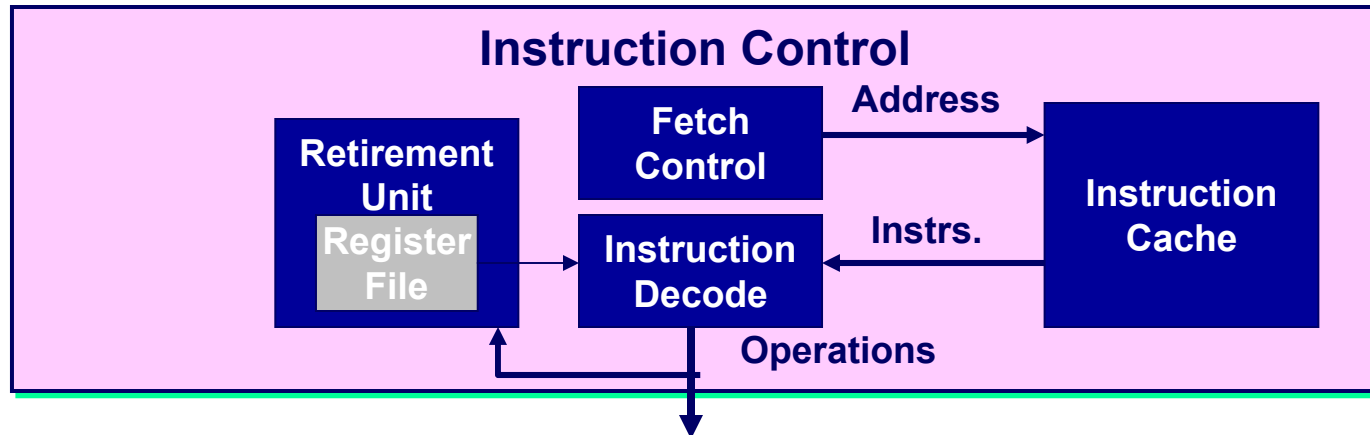 Instruction Control
Fetch
Control
Address
Retirement
Unit
Register
File
Instruction
Decode
Instrs.
Instruction
Cache
Operations